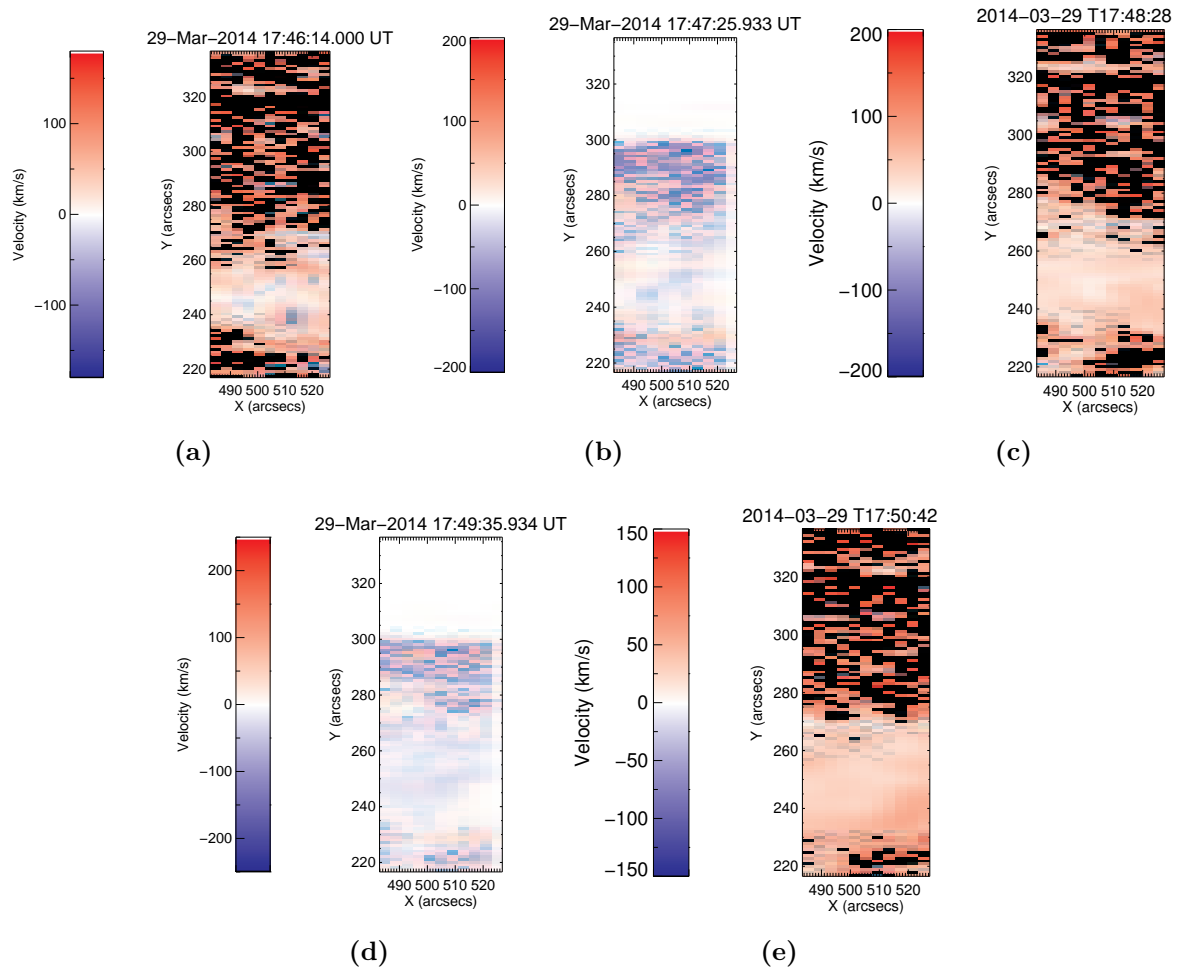 29-Mar-2014 17:46:14.000 UT
Velocity (km/s)
100
0
−100
Y (arcsecs)
320
300
280
260
240
220
490 500 510 520
X (arcsecs)
(a)
29-Mar-2014 17:47:25.933 UT
Velocity (km/s)
200
100
0
−100
−200
Y (arcsecs)
320
300
280
260
240
220
490 500 510 520
X (arcsecs)
(b)
2014-03-29 T17:48:28
Velocity (km/s)
200
100
0
−100
−200
Y (arcsecs)
320
300
280
260
240
220
490 500 510 520
X (arcsecs)
(c)
29-Mar-2014 17:49:35.934 UT
Velocity (km/s)
200
100
0
−100
−200
Y (arcsecs)
320
300
280
260
240
220
490 500 510 520
X (arcsecs)
(d)
2014-03-29 T17:50:42
Velocity (km/s)
150
100
50
0
−50
−100
−150
Y (arcsecs)
320
300
280
260
240
220
490 500 510 520
X (arcsecs)
(e)